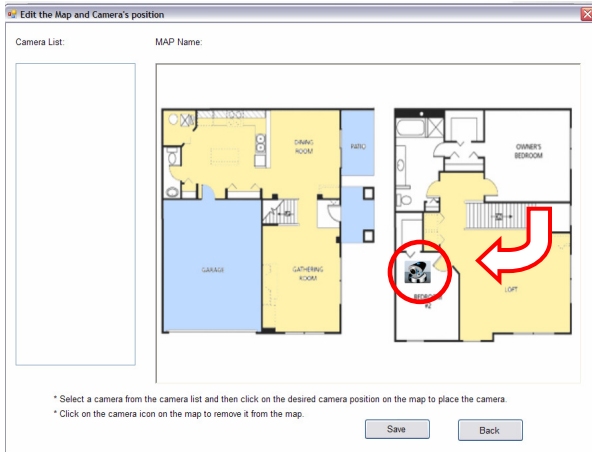 Edit the Map and Camera's position
Camera List:
MAP Name:
DINING
ROOM
PATIO
OWNER'S
BEDROOM
GARAGE
GATHERING
ROOM
BEDROOM
#2
LOFT
* Select a camera from the camera list and then click on the desired camera position on the map to place the camera.
* Click on the camera icon on the map to remove it from the map.
Save
Back